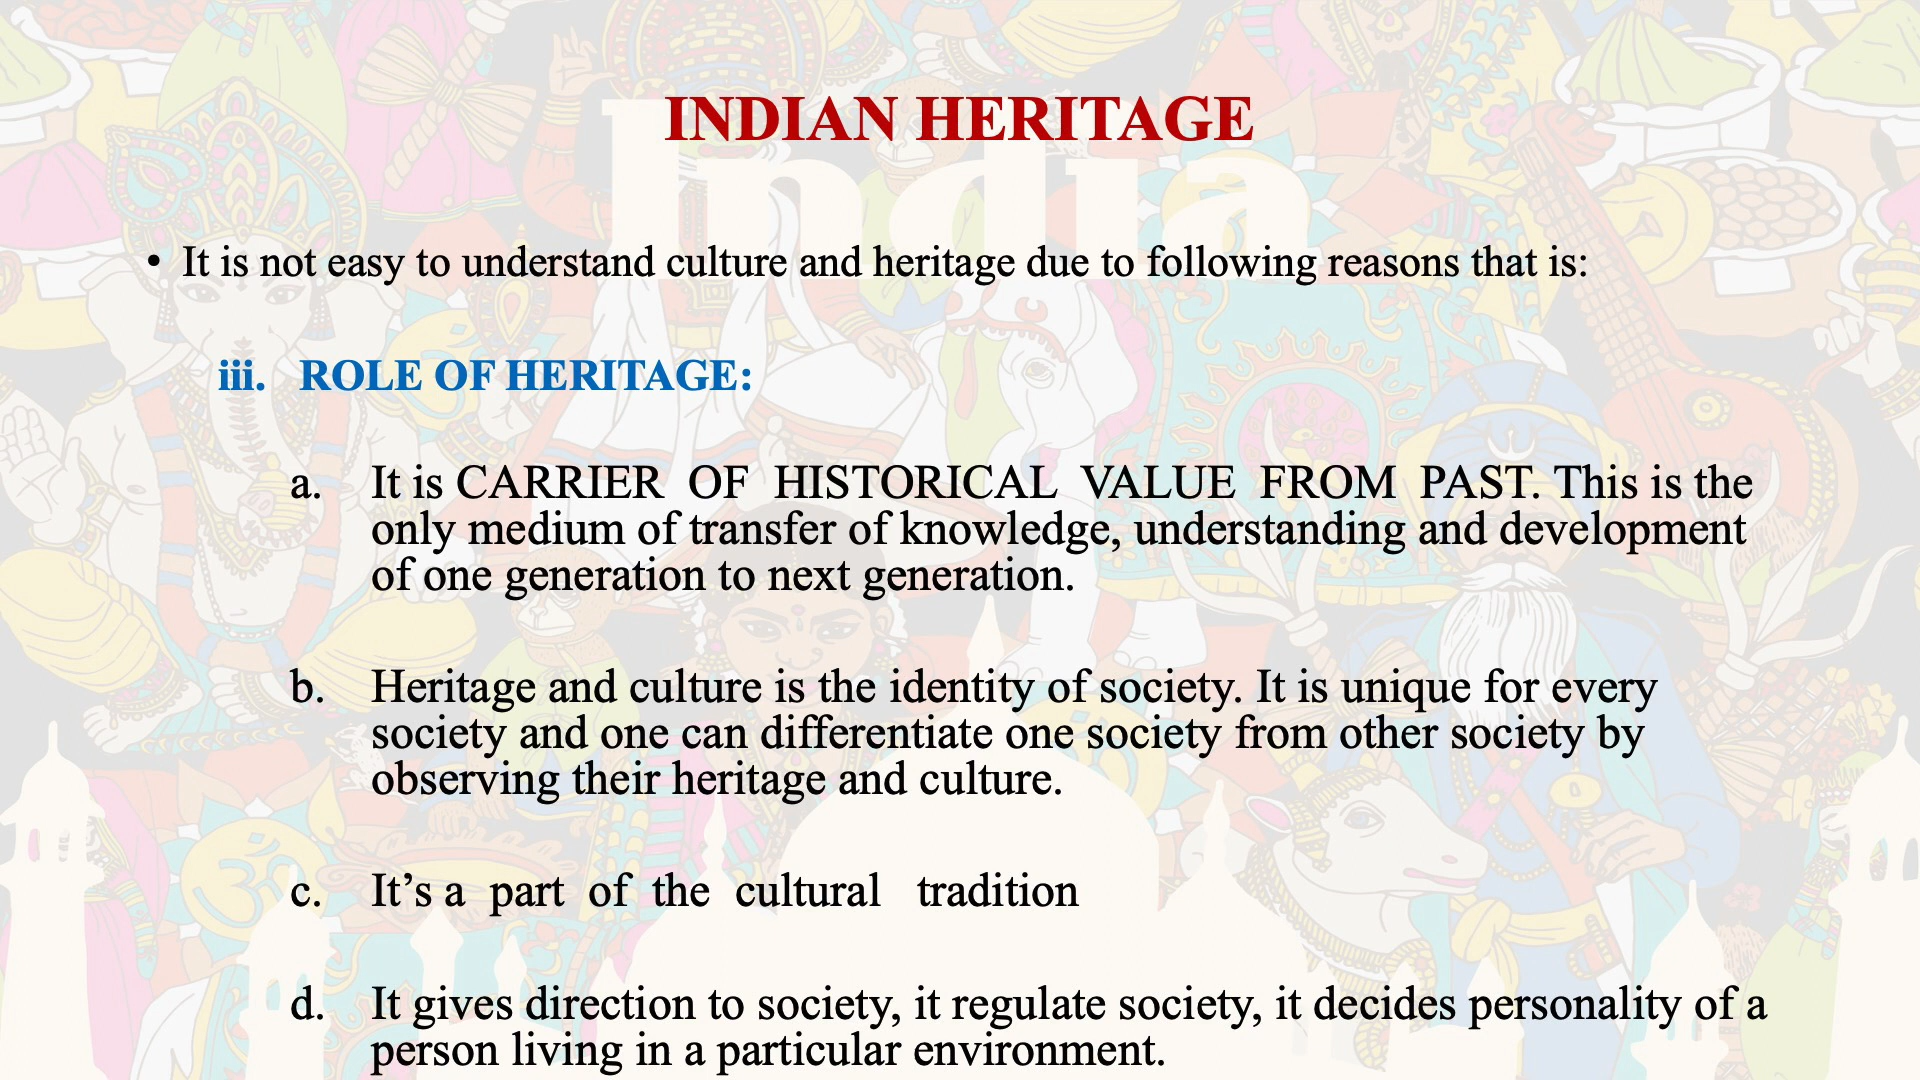 INDIAN HERITAGE
India
• It is not easy to understand culture and heritage due to following reasons that is:
iii. ROLE OF HERITAGE:
a. It is CARRIER OF HISTORICAL VALUE FROM PAST. This is the
only medium of transfer of knowledge, understanding and development
of one generation to next generation.
b. Heritage and culture is the identity of society. It is unique for every
society and one can differentiate one society from other society by
observing their heritage and culture.
c. It’s a part of the cultural tradition
ॐ
d. It gives direction to society, it regulate society, it decides personality of a
person living in a particular environment.